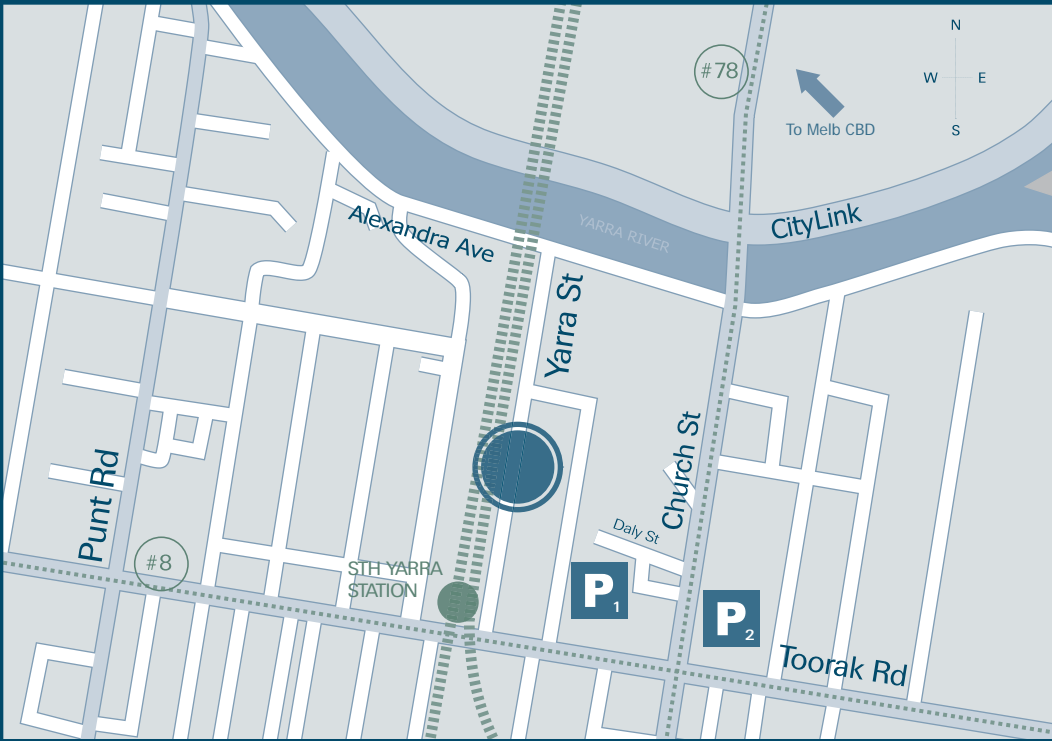 N
#78
W E
To Melb CBD
S
Alexandra Ave
YARRA RIVER
CityLink
Yarra St
Church St
Punt Rd
Daly St
#8
STH YARRA
STATION
P1
P2
Toorak Rd